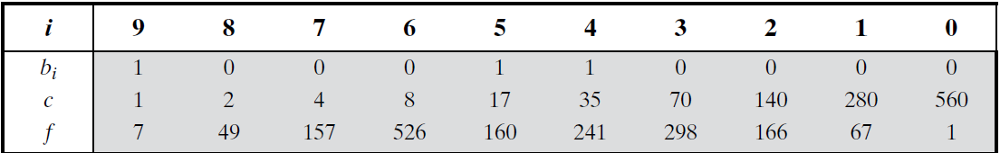 i 9 8 7 6 5 4 3 2 1 0
bᵢ 1 0 0 0 1 1 0 0 0 0
c 1 2 4 8 17 35 70 140 280 560
f 7 49 157 526 160 241 298 166 67 1